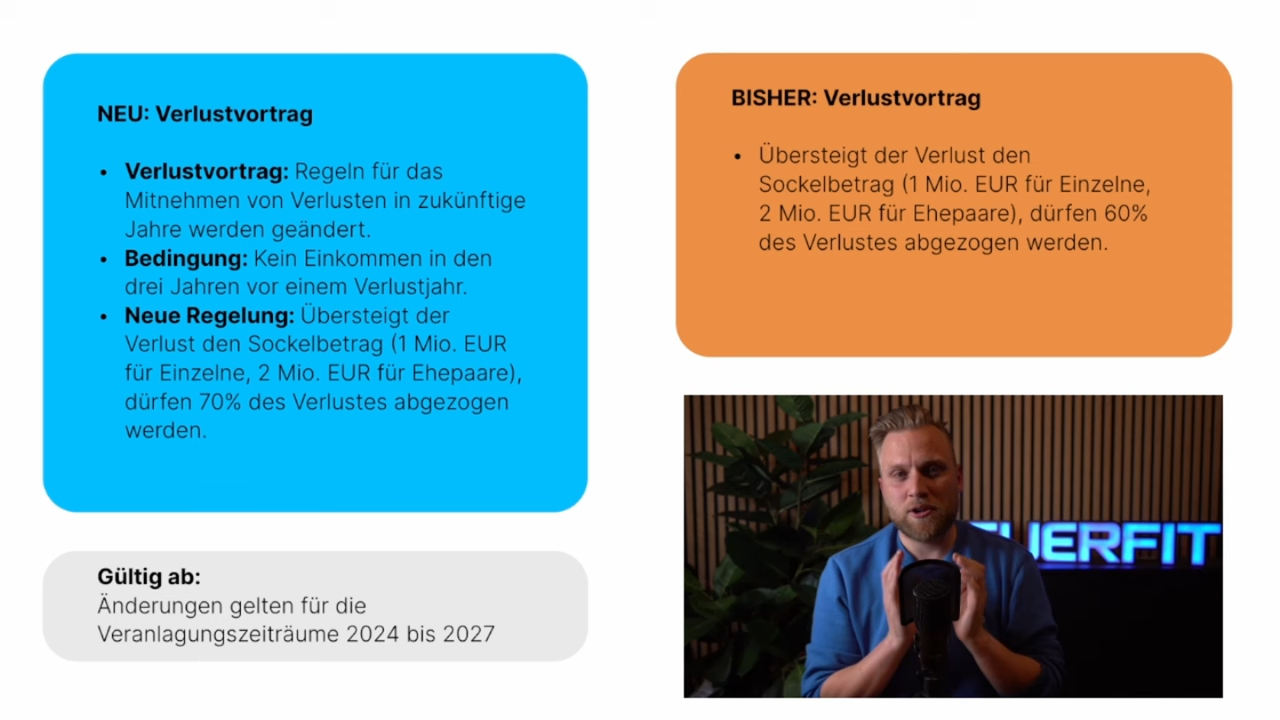 NEU: Verlustvortrag
• Verlustvortrag: Regeln für das
Mitnehmen von Verlusten in zukünftige
Jahre werden geändert.
• Bedingung: Kein Einkommen in den
drei Jahren vor einem Verlustjahr.
• Neue Regelung: Übersteigt der
Verlust den Sockelbetrag (1 Mio. EUR
für Einzelne, 2 Mio. EUR für Ehepaare),
dürfen 70% des Verlustes abgezogen
werden.
Gültig ab:
Änderungen gelten für die
Veranlagungszeiträume 2024 bis 2027
BISHER: Verlustvortrag
• Übersteigt der Verlust den
Sockelbetrag (1 Mio. EUR für Einzelne,
2 Mio. EUR für Ehepaare), dürfen 60%
des Verlustes abgezogen werden.
EUERFIT